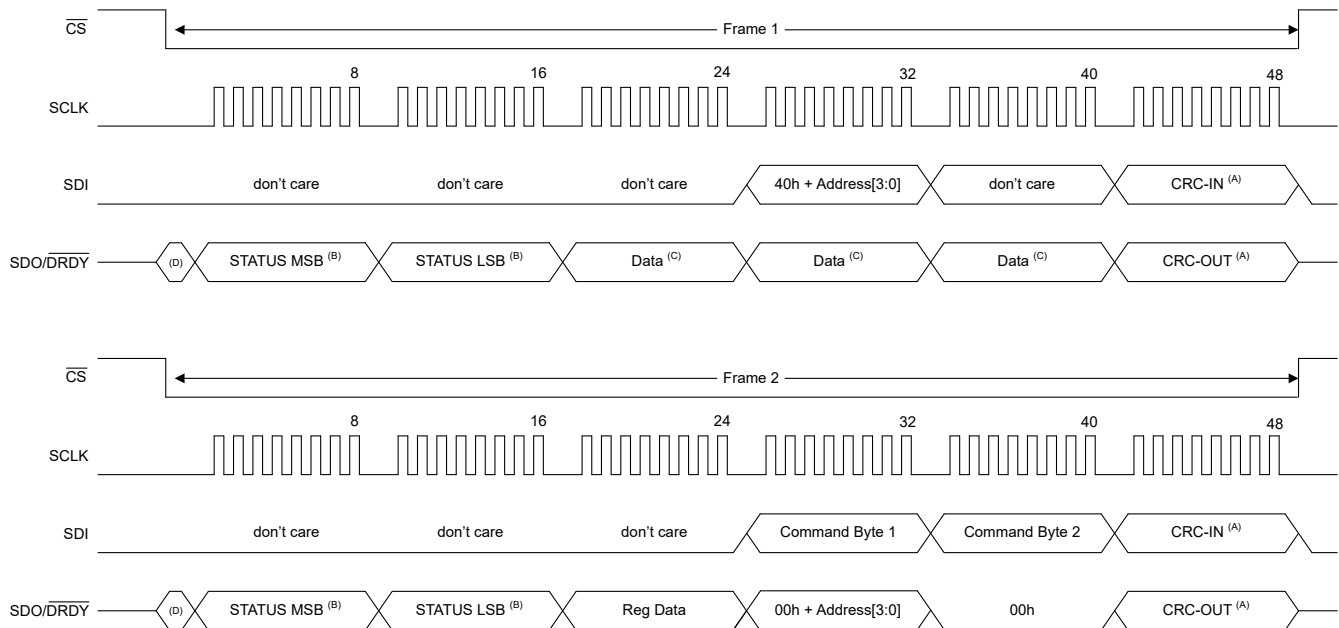 CS
Frame 1
8 16 24 32 40 48
SCLK
SDI don't care don't care don't care 40h + Address[3:0] don't care CRC-IN (A)
SDO/DRDY (D) STATUS MSB (B) STATUS LSB (B) Data (C) Data (C) Data (C) CRC-OUT (A)
CS
Frame 2
8 16 24 32 40 48
SCLK
SDI don't care don't care don't care Command Byte 1 Command Byte 2 CRC-IN (A)
SDO/DRDY (D) STATUS MSB (B) STATUS LSB (B) Reg Data 00h + Address[3:0] 00h CRC-OUT (A)